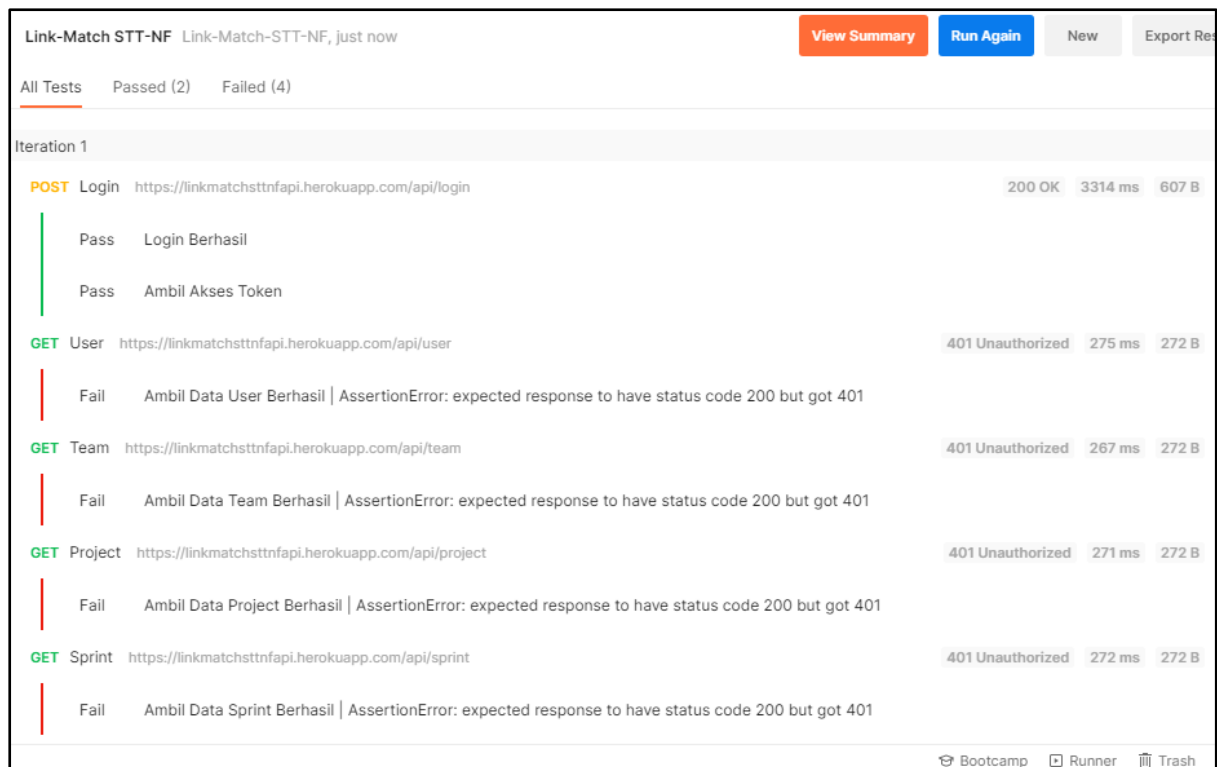 Link-Match STT-NF Link-Match-STT-NF, just now View Summary Run Again New Export Res
All Tests Passed (2) Failed (4)
Iteration 1
POST Login https://linkmatchsttnfapi.herokuapp.com/api/login 200 OK 3314 ms 607 B
Pass Login Berhasil
Pass Ambil Akses Token
GET User https://linkmatchsttnfapi.herokuapp.com/api/user 401 Unauthorized 275 ms 272 B
Fail Ambil Data User Berhasil | AssertionError: expected response to have status code 200 but got 401
GET Team https://linkmatchsttnfapi.herokuapp.com/api/team 401 Unauthorized 267 ms 272 B
Fail Ambil Data Team Berhasil | AssertionError: expected response to have status code 200 but got 401
GET Project https://linkmatchsttnfapi.herokuapp.com/api/project 401 Unauthorized 271 ms 272 B
Fail Ambil Data Project Berhasil | AssertionError: expected response to have status code 200 but got 401
GET Sprint https://linkmatchsttnfapi.herokuapp.com/api/sprint 401 Unauthorized 272 ms 272 B
Fail Ambil Data Sprint Berhasil | AssertionError: expected response to have status code 200 but got 401
Bootcamp Runner Trash